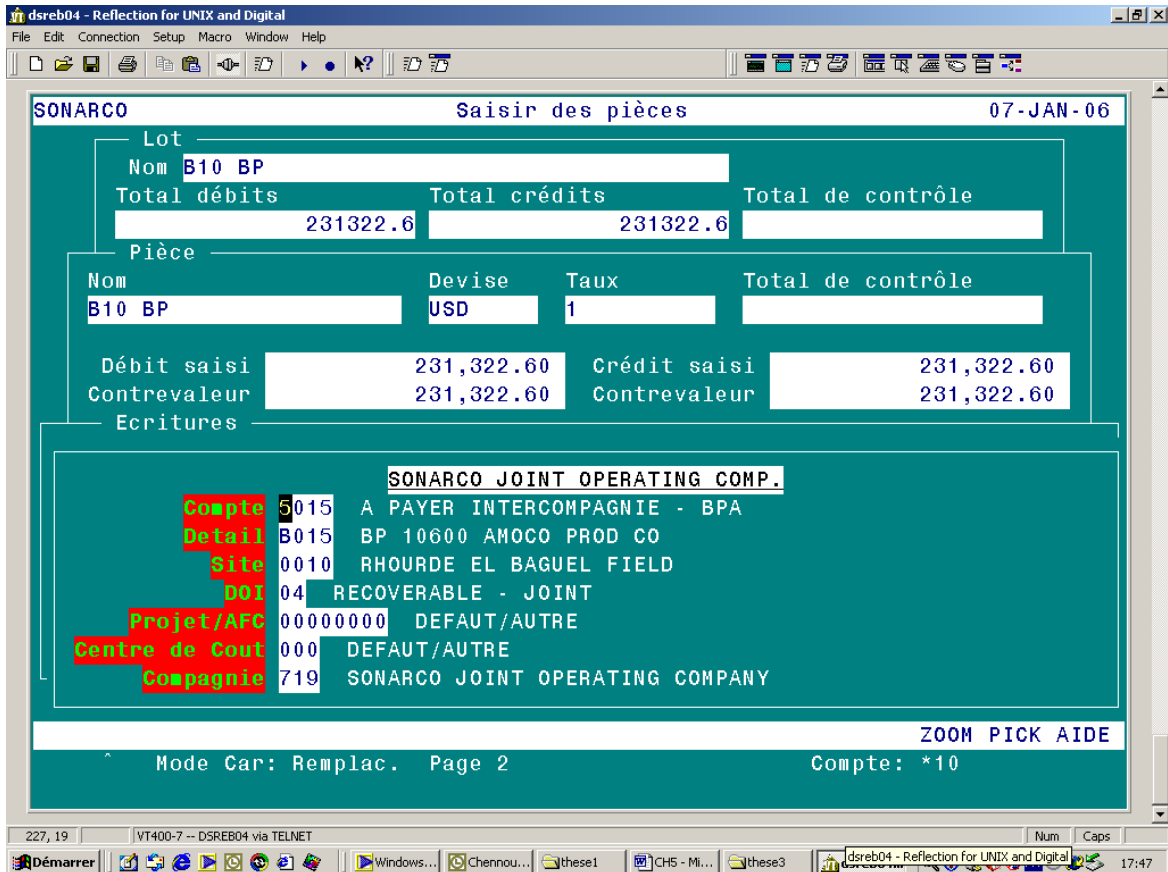 dsreb04 - Reflection for UNIX and Digital
File Edit Connection Setup Macro Window Help
SONARCO Saisir des pièces 07-JAN-06
Lot
Nom B10 BP
Total débits Total crédits Total de contrôle
231322.6 231322.6
Pièce
Nom Devise Taux Total de contrôle
B10 BP USD 1
Débit saisi 231,322.60 Crédit saisi 231,322.60
Contrevaleur 231,322.60 Contrevaleur 231,322.60
Ecritures
SONARCO JOINT OPERATING COMP.
Compte 5015 A PAYER INTERCOMPAGNIE - BPA
Detail B015 BP 10600 AMOCO PROD CO
Site 0010 RHOURDE EL BAGUEL FIELD
DOI 04 RECOVERABLE - JOINT
Projet/AFC 00000000 DEFAUT/AUTRE
Centre de Cout 000 DEFAUT/AUTRE
Compagnie 719 SONARCO JOINT OPERATING COMPANY
ZOOM PICK AIDE
^ Mode Car: Remplac. Page 2 Compte: *10
227, 19 VT400-7 -- DSREB04 via TELNET Num Caps
Démarrer Windows... Chennou... these1 CH5 - Mi... these3 dsreb04 - Reflection for UNIX and Digital 17:47